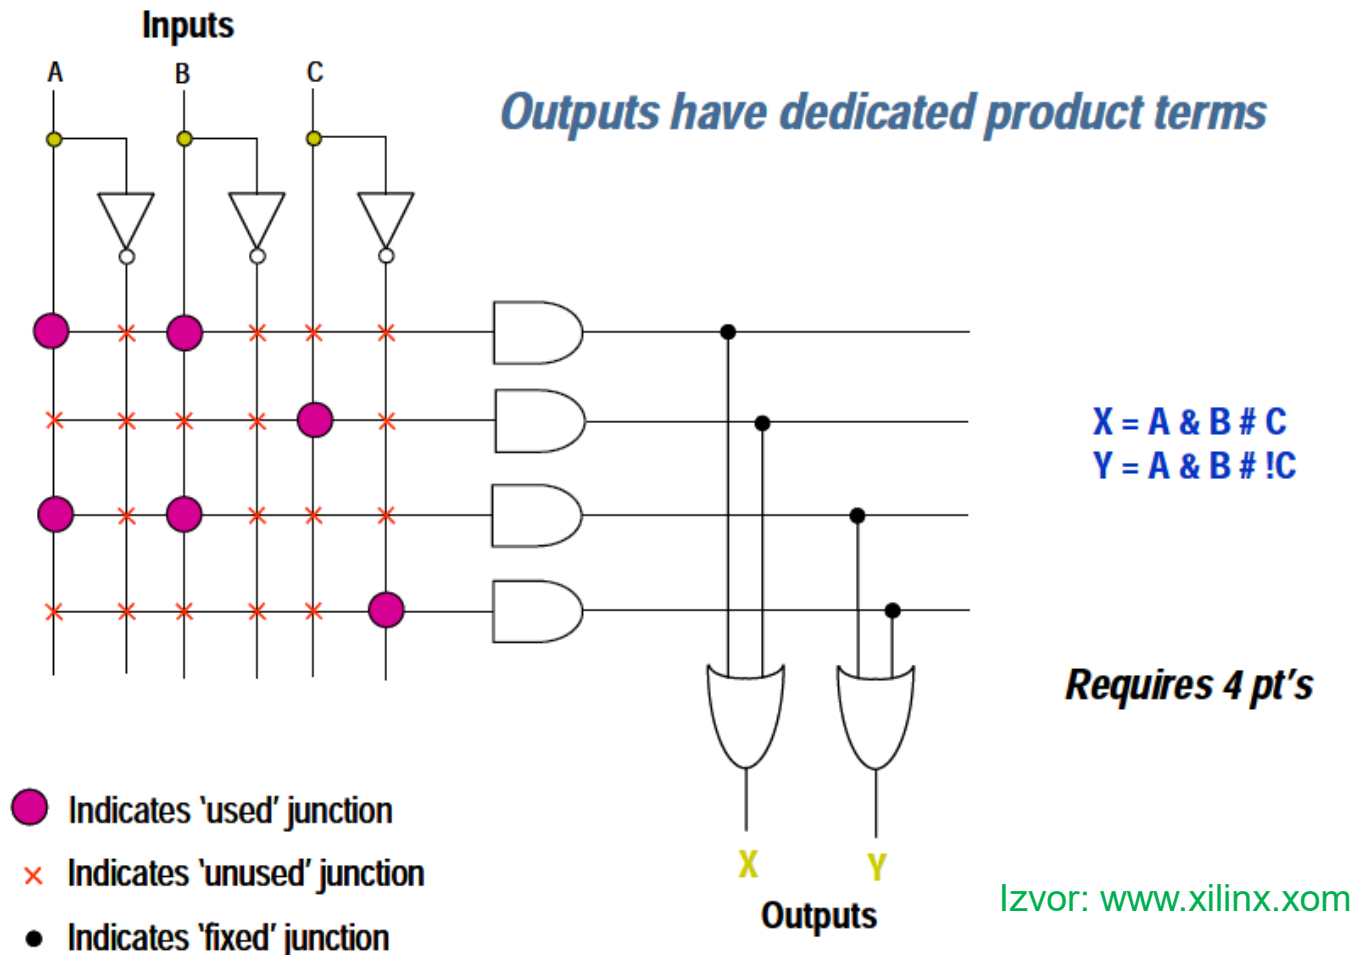 Inputs
A B C
Outputs have dedicated product terms
X = A & B # C
Y = A & B # !C
Requires 4 pt's
Indicates 'used' junction
Indicates 'unused' junction
Indicates 'fixed' junction
X Y
Outputs
Izvor: www.xilinx.xom